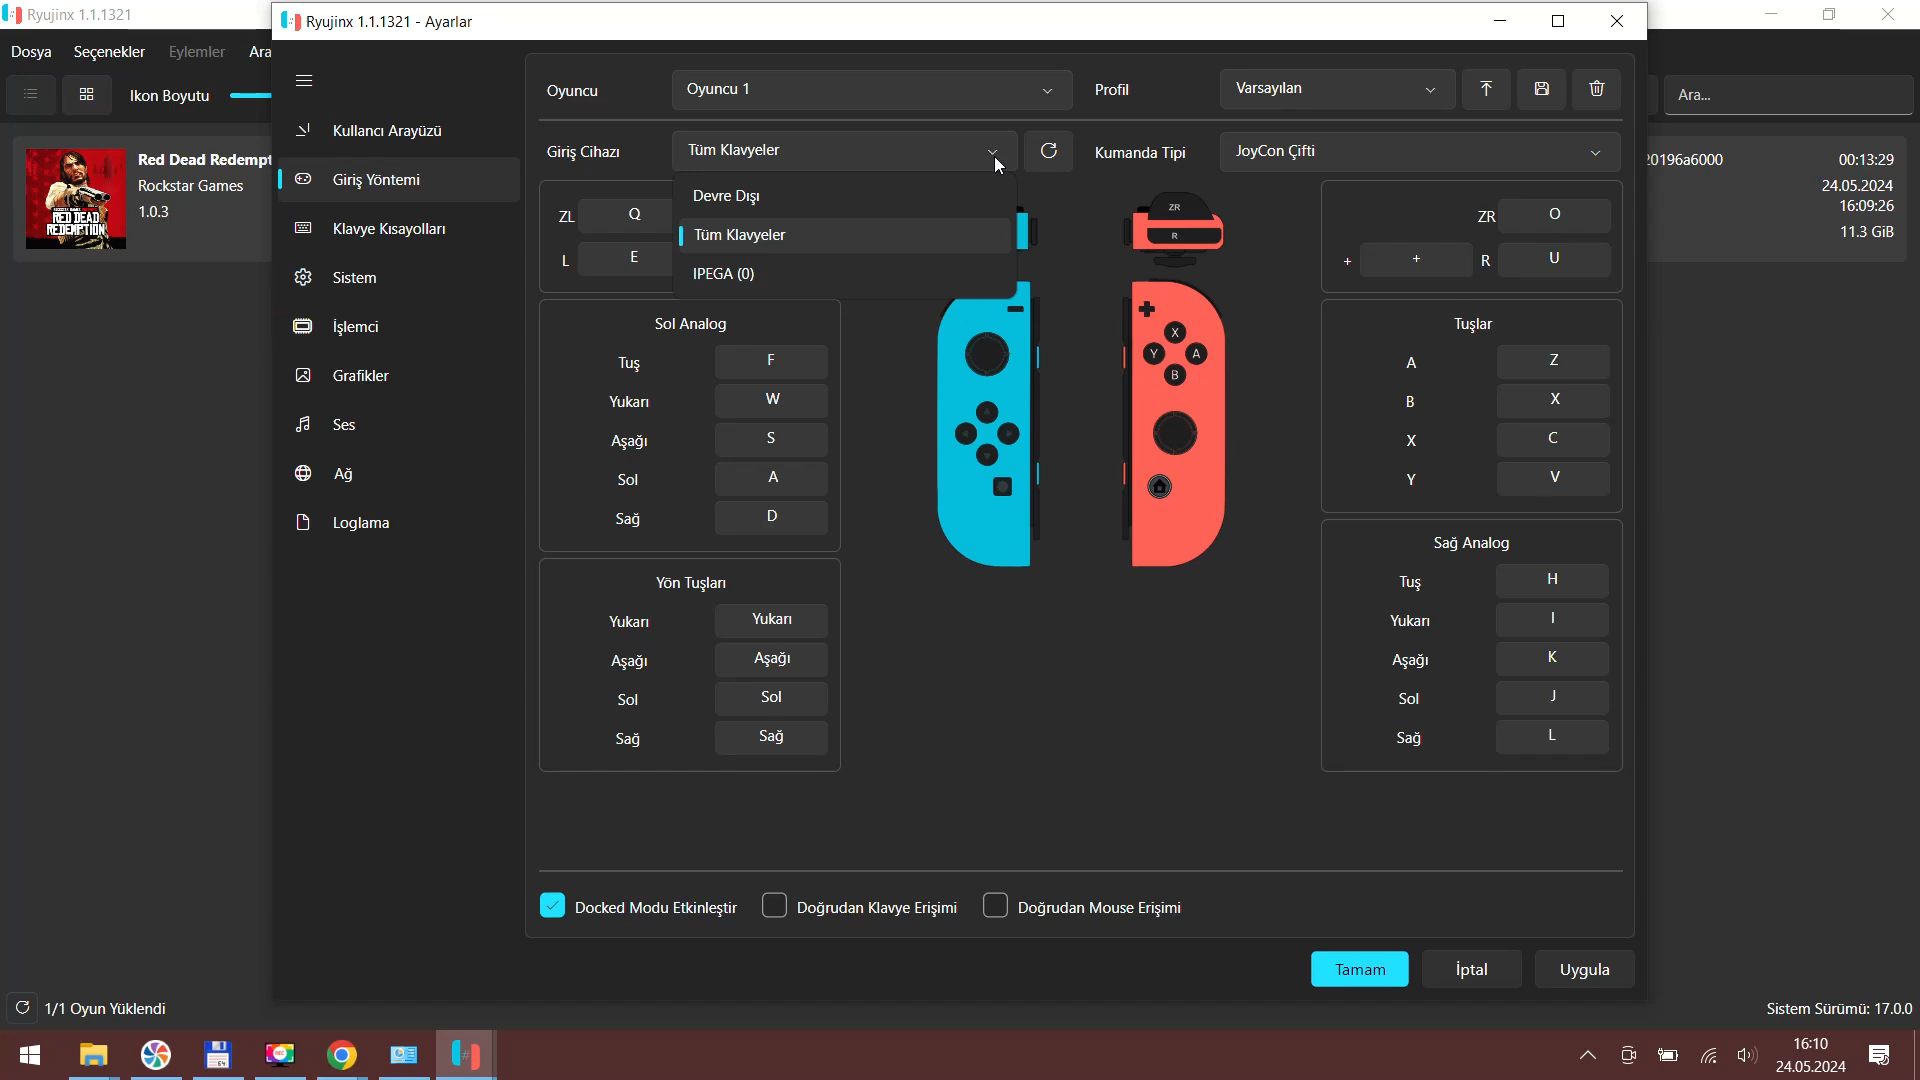 Ryujinx 1.1.1321
Ryujinx 1.1.1321 - Ayarlar
Dosya Seçenekler Eylemler Ara
Ikon Boyutu
Ara...
Red Dead Redempt
Rockstar Games
1.0.3
20196a6000
00:13:29
24.05.2024
16:09:26
11.3 GiB
Kullancı Arayüzü
Giriş Yöntemi
Klavye Kısayolları
Sistem
İşlemci
Grafikler
Ses
Ağ
Loglama
Oyuncu Oyuncu 1 Profil Varsayılan
Giriş Cihazı Tüm Klavyeler Kumanda Tipi JoyCon Çifti
Devre Dışı
Tüm Klavyeler
IPEGA (0)
ZL Q
L E
ZR
R
X
Y A
B
ZR O
+ + R U
Sol Analog
Tuş F
Yukarı W
Aşağı S
Sol A
Sağ D
Yön Tuşları
Yukarı Yukarı
Aşağı Aşağı
Sol Sol
Sağ Sağ
Tuşlar
A Z
B X
X C
Y V
Sağ Analog
Tuş H
Yukarı I
Aşağı K
Sol J
Sağ L
Docked Modu Etkinleştir Doğrudan Klavye Erişimi Doğrudan Mouse Erişimi
Tamam İptal Uygula
1/1 Oyun Yüklendi
Sistem Sürümü: 17.0.0
16:10
24.05.2024